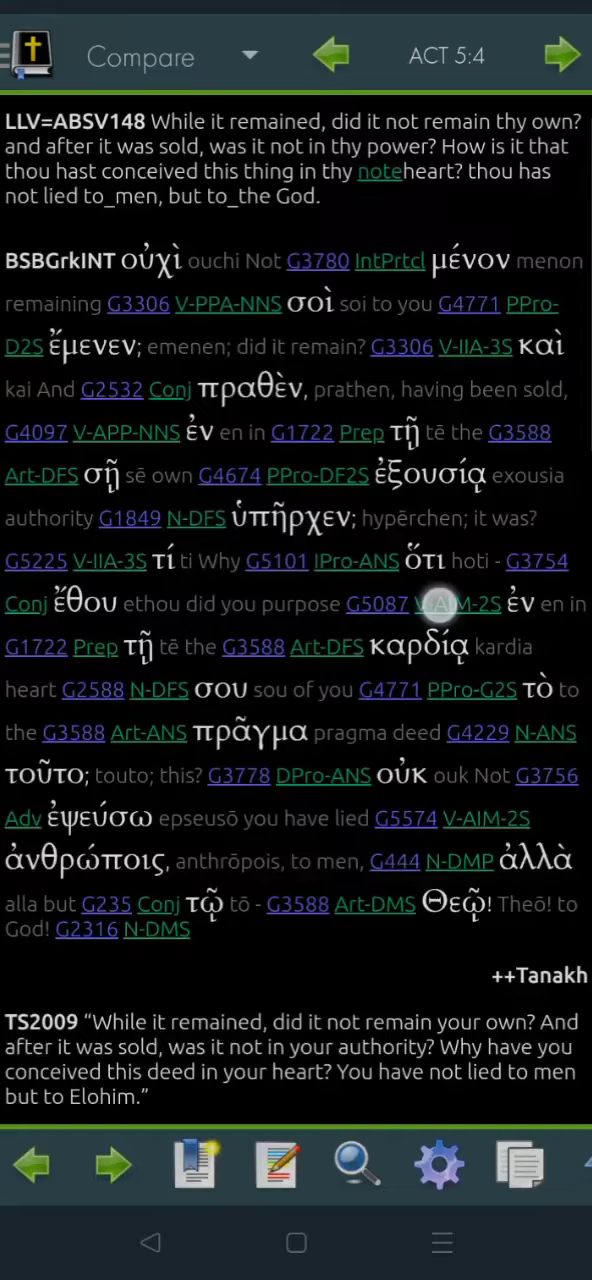 Compare
ACT 5:4
LLV=ABSV148 While it remained, did it not remain thy own?
and after it was sold, was it not in thy power? How is it that
thou hast conceived this thing in thy noteheart? thou has
not lied to_men, but to_the God.
BSBGrkINT οὐχὶ ouchi Not G3780 IntPrtcl μένον menon
remaining G3306 V-PPA-NNS σοὶ soi to you G4771 PPro-
D2S ἔμενεν; emenen; did it remain? G3306 V-IIA-3S καὶ
kai And G2532 Conj πραθὲν, prathen, having been sold,
G4097 V-APP-NNS ἐν en in G1722 Prep τῇ tē the G3588
Art-DFS σῇ sē own G4674 PPro-DF2S ἐξουσίᾳ exousia
authority G1849 N-DFS ὑπῆρχεν; hypērchen; it was?
G5225 V-IIA-3S τί ti Why G5101 IPro-ANS ὅτι hoti - G3754
Conj ἔθου ethou did you purpose G5087 V-AIM-2S ἐν en in
G1722 Prep τῇ tē the G3588 Art-DFS καρδίᾳ kardia
heart G2588 N-DFS σου sou of you G4771 PPro-G2S τὸ to
the G3588 Art-ANS πρᾶγμα pragma deed G4229 N-ANS
τοῦτο; touto; this? G3778 DPro-ANS οὐκ ouk Not G3756
Adv ἐψεύσω epseusō you have lied G5574 V-AIM-2S
ἀνθρώποις, anthrōpois, to men, G444 N-DMP ἀλλὰ
alla but G235 Conj τῷ tō - G3588 Art-DMS Θεῷ! Theō! to
God! G2316 N-DMS
++Tanakh
TS2009 “While it remained, did it not remain your own? And
after it was sold, was it not in your authority? Why have you
conceived this deed in your heart? You have not lied to men
but to Elohim.”